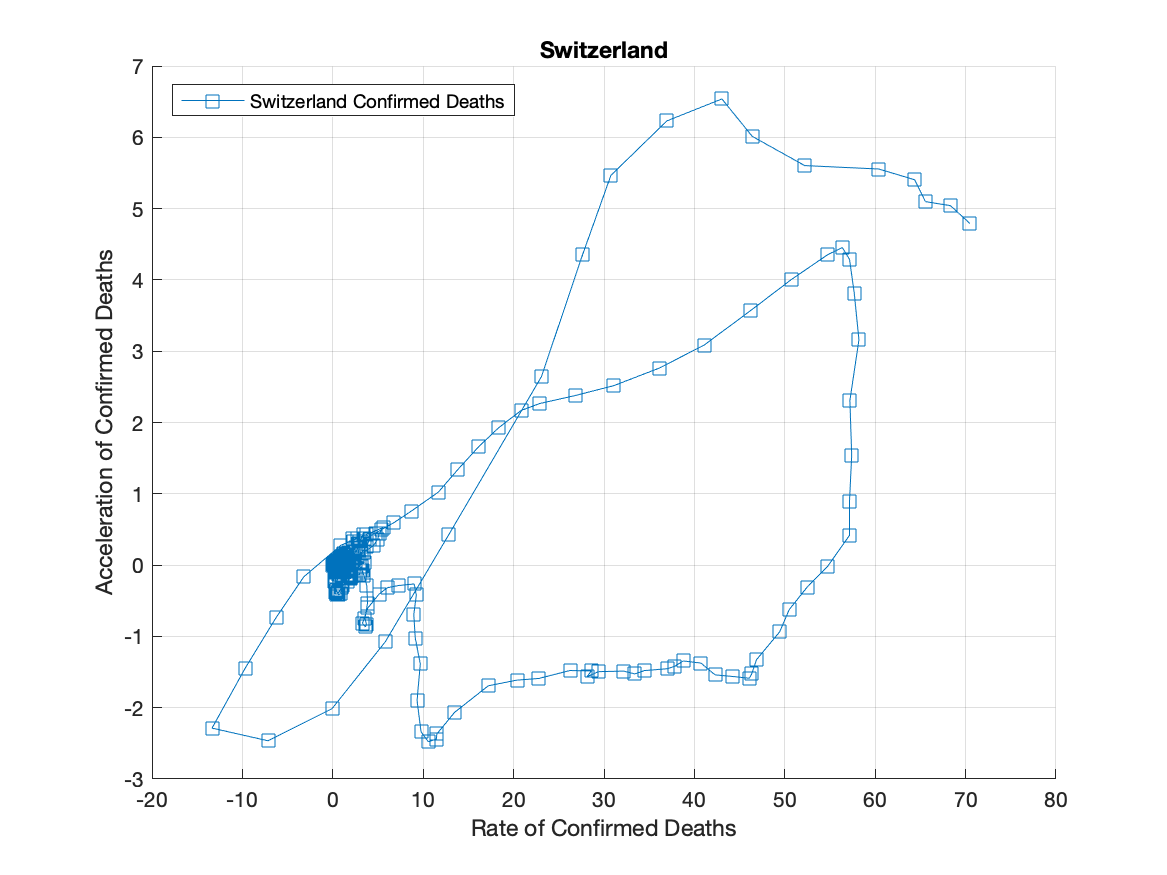 Switzerland
Switzerland Confirmed Deaths
7
6
5
4
3
2
1
0
-1
-2
-3
Acceleration of Confirmed Deaths
-20 -10 0 10 20 30 40 50 60 70 80
Rate of Confirmed Deaths